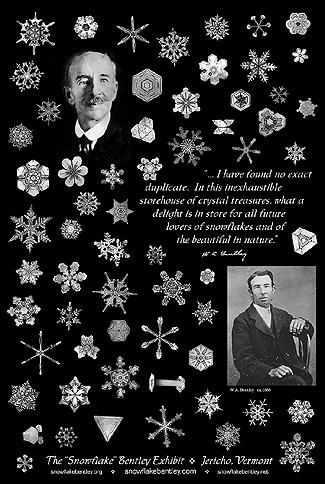 "... I have found no exact
duplicate. In this inexhaustible
storehouse of crystal treasures, what a
delight is in store for all future
lovers of snowflakes and of
the beautiful in nature."
W. A. Bentley
W.A. Bentley
The "Snowflake" Bentley Exhibit ❖ Jericho, Vermont
snowflakebentley.org ❖ snowflakebentley.com ❖ snowflakebentley.net